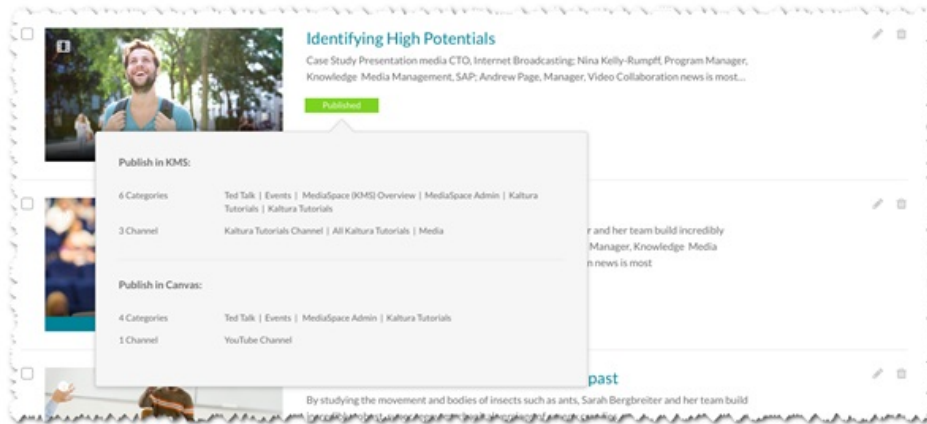 Identifying High Potentials
Case Study Presentation media CTO, Internet Broadcasting; Nina Kelly-Rumpff, Program Manager,
Knowledge Media Management, SAP; Andrew Page, Manager, Video Collaboration news is most...
Published
Publish in KMS:
6 Categories Ted Talk | Events | MediaSpace (KMS) Overview | MediaSpace Admin | Kaltura
Tutorials | Kaltura Tutorials
3 Channel Kaltura Tutorials Channel | All Kaltura Tutorials | Media
r and her team build incredibly
Manager, Knowledge Media
n news is most
Publish in Canvas:
4 Categories Ted Talk | Events | MediaSpace Admin | Kaltura Tutorials
1 Channel YouTube Channel
past
By studying the movement and bodies of insects such as ants, Sarah Bergbreiter and her team build